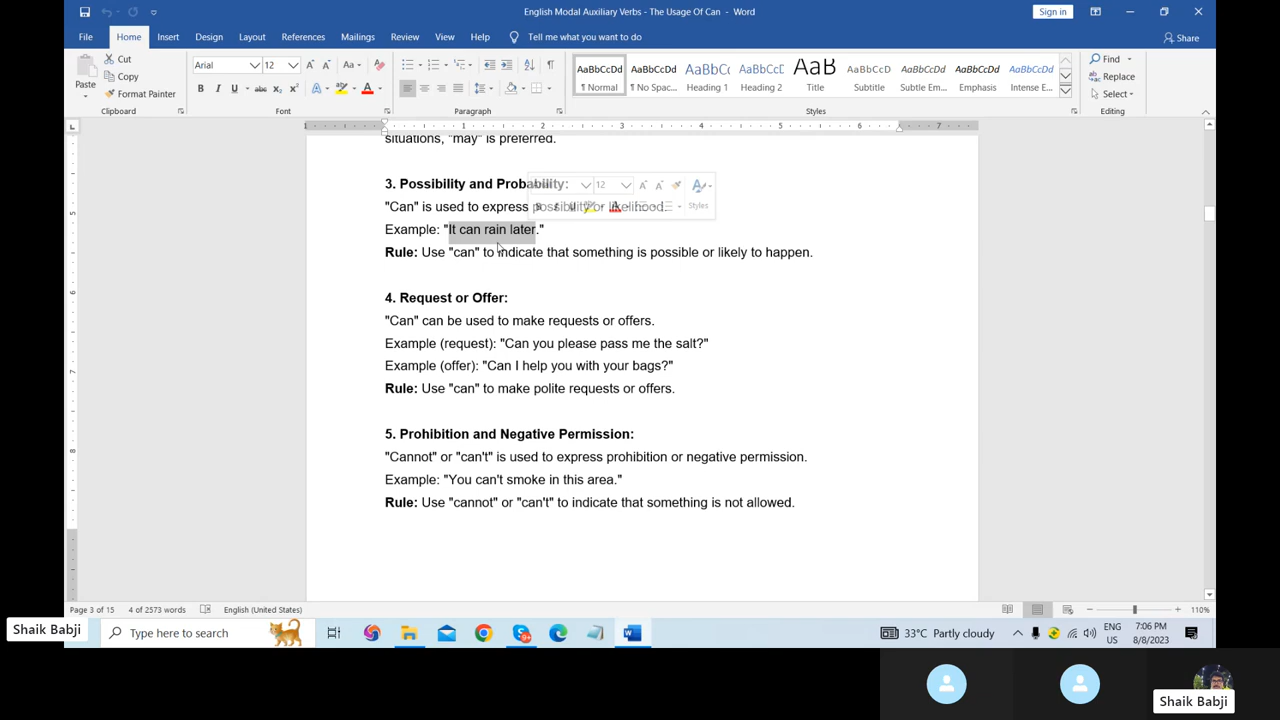 English Modal Auxiliary Verbs - The Usage Of Can - Word
Sign in
File Home Insert Design Layout References Mailings Review View Help Tell me what you want to do
Share
Paste
Cut
Copy
Format Painter
Clipboard
Arial 12
Font
Paragraph
AaBbCcDd ¶ Normal
AaBbCcDd ¶ No Spac...
AaBbCc Heading 1
AaBbCcC Heading 2
AaB Title
AaBbCcD Subtitle
AaBbCcDd Subtle Em...
AaBbCcDd Emphasis
AaBbCcDd Intense E...
Styles
Find
Replace
Select
Editing
situations, "may" is preferred.
3. Possibility and Probability:
"Can" is used to express possibility or likelihood.
12
Styles
Example: "It can rain later."
Rule: Use "can" to indicate that something is possible or likely to happen.
4. Request or Offer:
"Can" can be used to make requests or offers.
Example (request): "Can you please pass me the salt?"
Example (offer): "Can I help you with your bags?"
Rule: Use "can" to make polite requests or offers.
5. Prohibition and Negative Permission:
"Cannot" or "can't" is used to express prohibition or negative permission.
Example: "You can't smoke in this area."
Rule: Use "cannot" or "can't" to indicate that something is not allowed.
Page 3 of 15 4 of 2573 words English (United States)
110%
Shaik Babji
Type here to search
33°C Partly cloudy
ENG
US
7:06 PM
8/8/2023
Shaik Babji